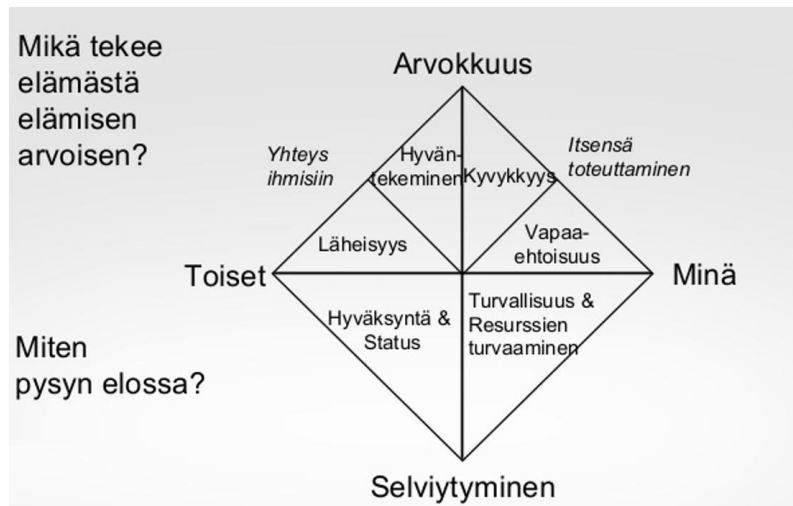 Mikä tekee
elämästä
elämisen
arvoisen?
Arvokkuus
Yhteys
ihmisiin
Hyvän-
tekeminen
Kyvykkyys
Itsensä
toteuttaminen
Läheisyys
Vapaa-
ehtoisuus
Toiset
Minä
Hyväksyntä &
Status
Turvallisuus &
Resurssien
turvaaminen
Miten
pysyn elossa?
Selviytyminen